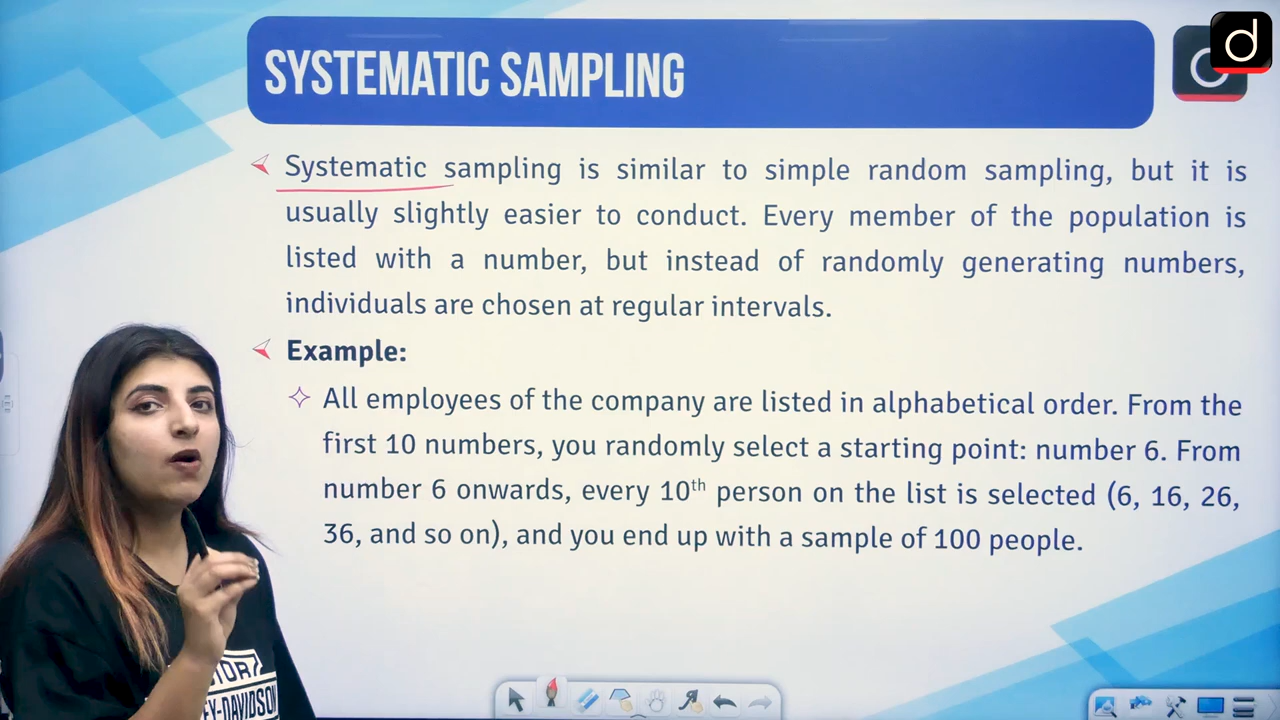 SYSTEMATIC SAMPLING
d
Systematic sampling is similar to simple random sampling, but it is
usually slightly easier to conduct. Every member of the population is
listed with a number, but instead of randomly generating numbers,
individuals are chosen at regular intervals.
Example:
All employees of the company are listed in alphabetical order. From the
first 10 numbers, you randomly select a starting point: number 6. From
number 6 onwards, every 10th person on the list is selected (6, 16, 26,
36, and so on), and you end up with a sample of 100 people.